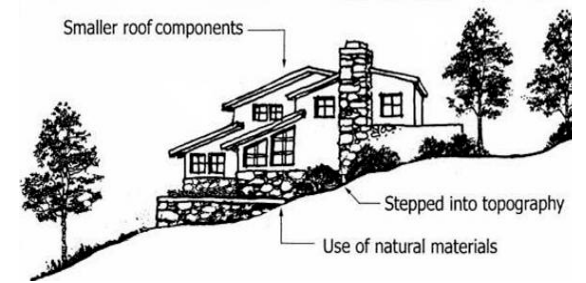 Smaller roof components
Stepped into topography
Use of natural materials